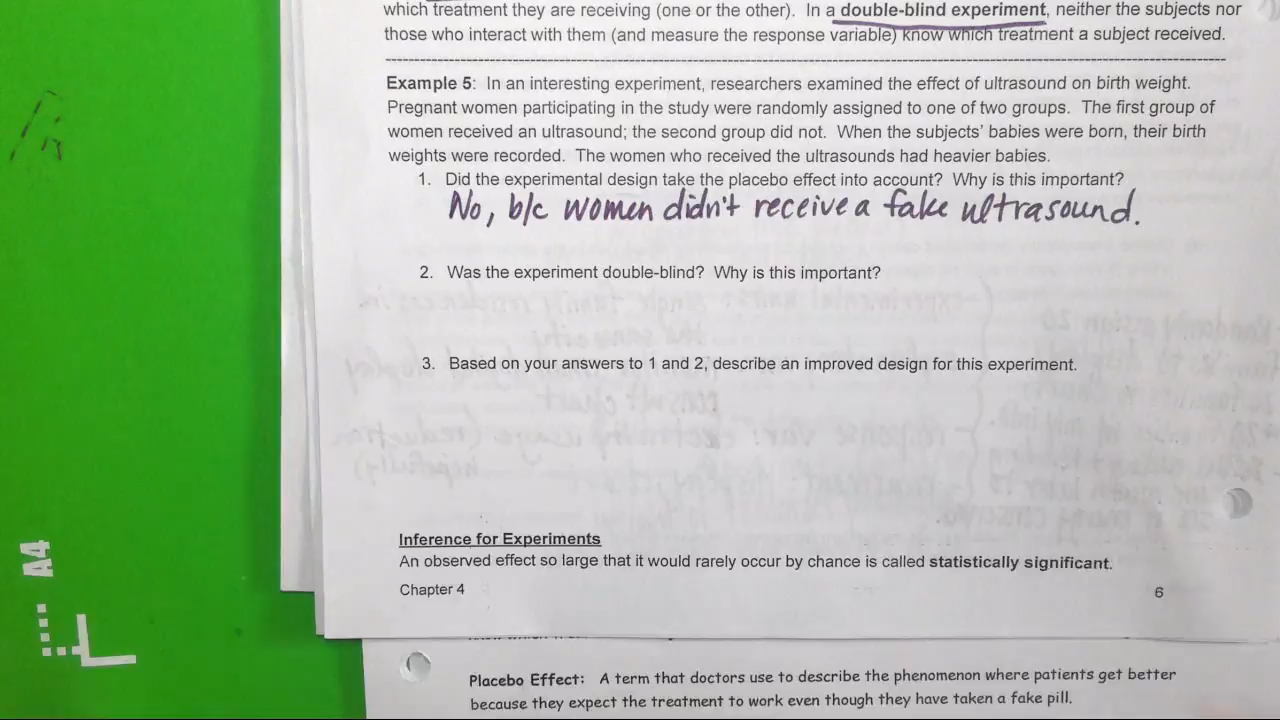 which treatment they are receiving (one or the other). In a double-blind experiment, neither the subjects nor
those who interact with them (and measure the response variable) know which treatment a subject received.
Example 5: In an interesting experiment, researchers examined the effect of ultrasound on birth weight.
Pregnant women participating in the study were randomly assigned to one of two groups. The first group of
women received an ultrasound; the second group did not. When the subjects' babies were born, their birth
weights were recorded. The women who received the ultrasounds had heavier babies.
1. Did the experimental design take the placebo effect into account? Why is this important?
No, b/c women didn't receive a fake ultrasound.
2. Was the experiment double-blind? Why is this important?
3. Based on your answers to 1 and 2, describe an improved design for this experiment.
Inference for Experiments
An observed effect so large that it would rarely occur by chance is called statistically significant.
Chapter 4
6
A4
Placebo Effect: A term that doctors use to describe the phenomenon where patients get better
because they expect the treatment to work even though they have taken a fake pill.